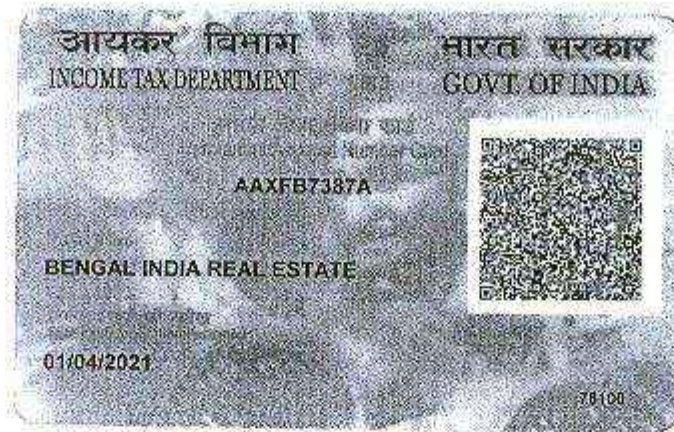 आयकर विभाग
INCOME TAX DEPARTMENT
भारत सरकार
GOVT. OF INDIA
AAXFB7387A
BENGAL INDIA REAL ESTATE
01/04/2021